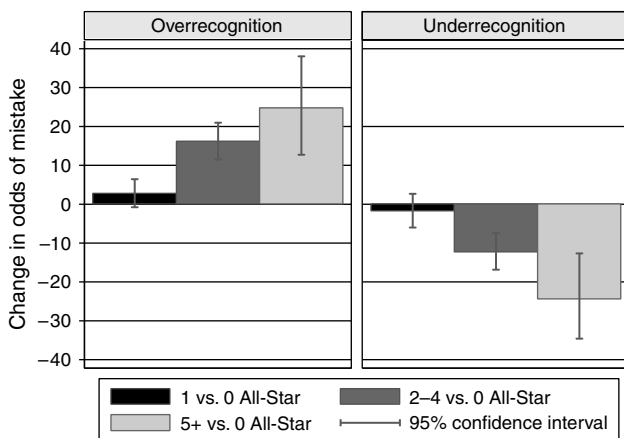 Overrecognition
Underrecognition
Change in odds of mistake
40
30
20
10
0
−10
−20
−30
−40
1 vs. 0 All-Star
2–4 vs. 0 All-Star
5+ vs. 0 All-Star
95% confidence interval